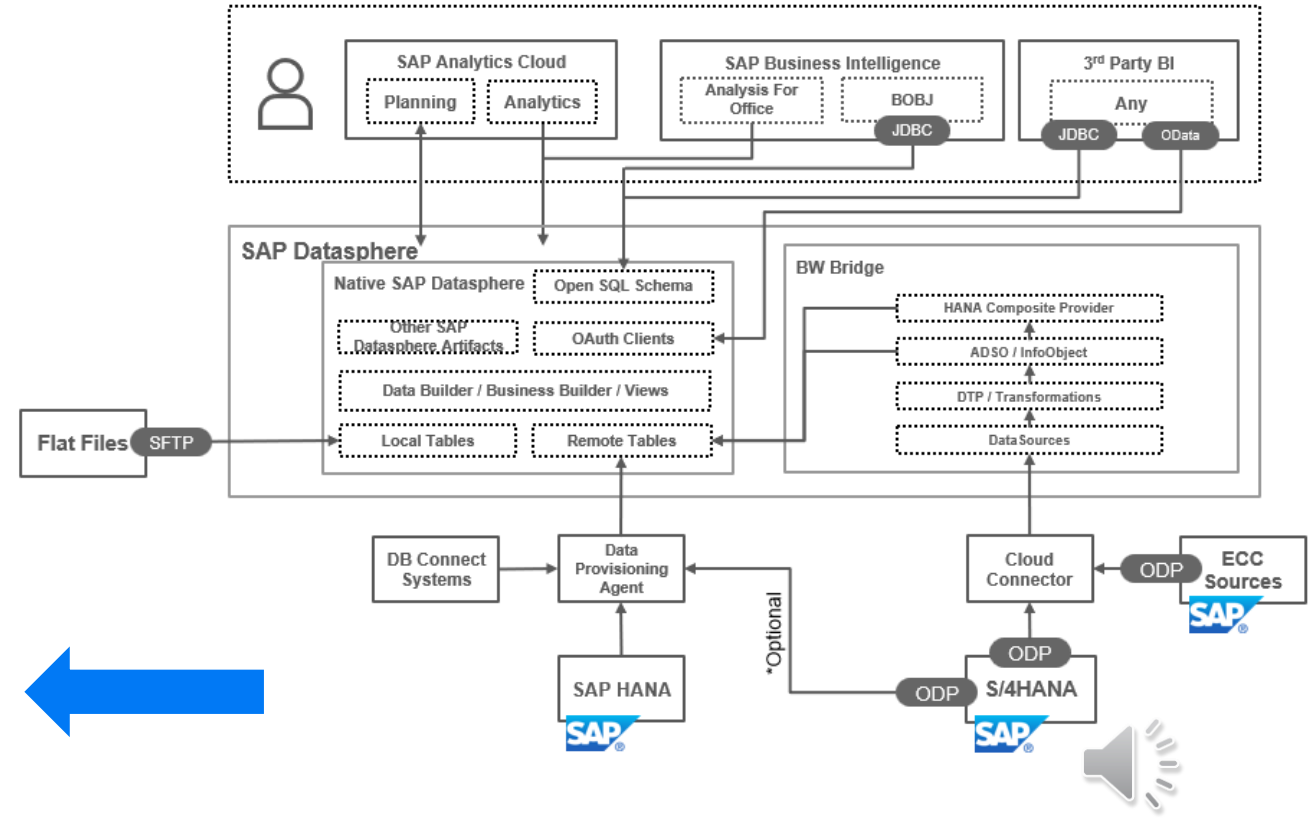 SAP Analytics Cloud
Planning
Analytics
SAP Business Intelligence
Analysis For
Office
BOBJ
JDBC
3rd Party BI
Any
JDBC
OData
SAP Datasphere
Native SAP Datasphere
Open SQL Schema
Other SAP
Datasphere Artifacts
OAuth Clients
Data Builder / Business Builder / Views
Local Tables
Remote Tables
BW Bridge
HANA Composite Provider
ADSO / InfoObject
DTP / Transformations
DataSources
Flat Files
SFTP
DB Connect
Systems
Data
Provisioning
Agent
Cloud
Connector
ODP
ECC
Sources
SAP®
*Optional
SAP HANA
SAP®
ODP
ODP
S/4HANA
SAP®